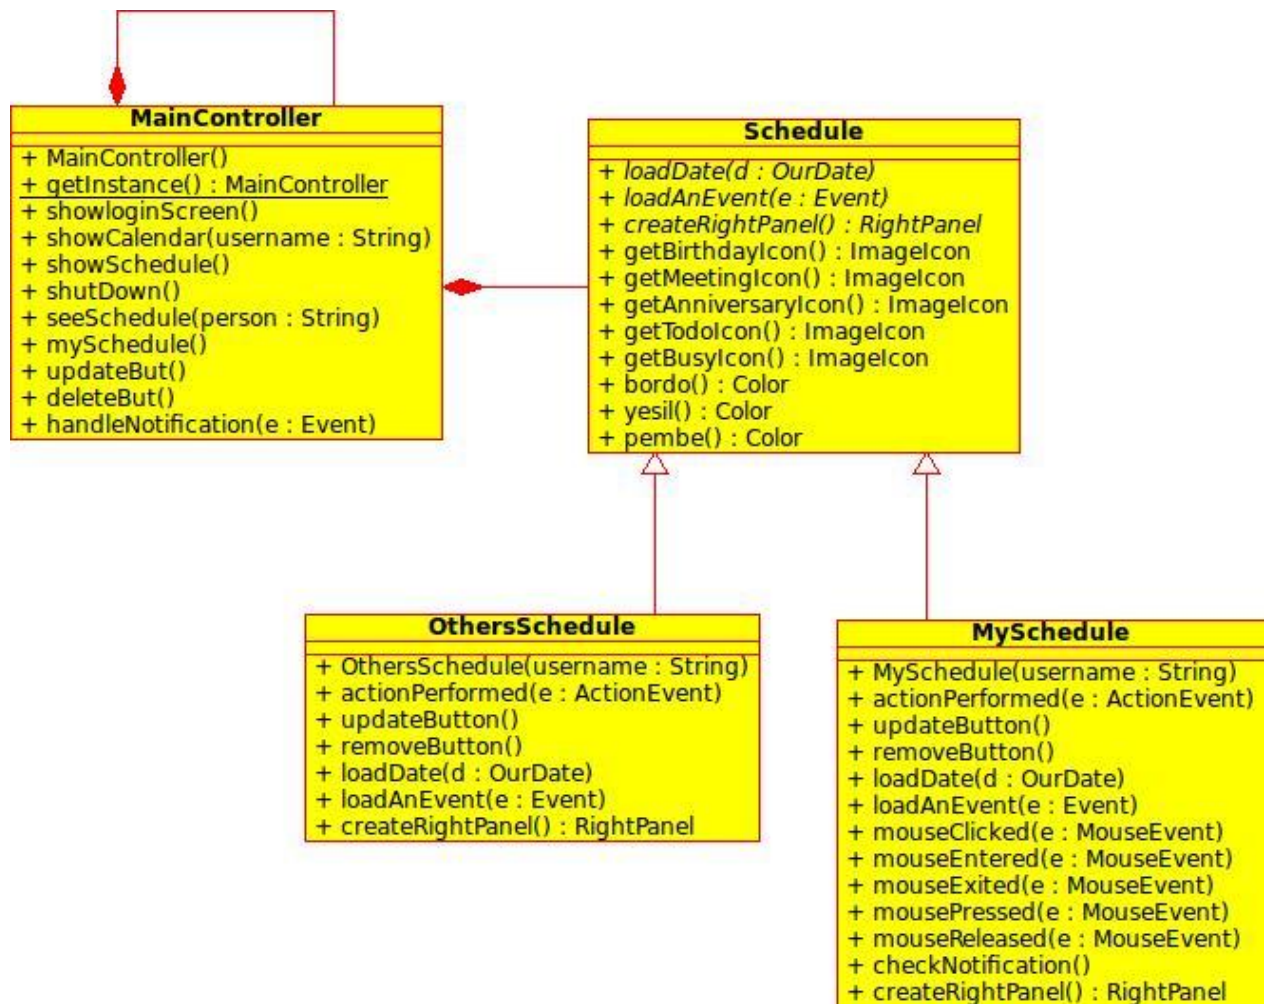 MainController
+ MainController()
+ getInstance() : MainController
+ showloginScreen()
+ showCalendar(username : String)
+ showSchedule()
+ shutDown()
+ seeSchedule(person : String)
+ mySchedule()
+ updateBut()
+ deleteBut()
+ handleNotification(e : Event)
Schedule
+ loadDate(d : OurDate)
+ loadAnEvent(e : Event)
+ createRightPanel() : RightPanel
+ getBirthdayIcon() : ImageIcon
+ getMeetingIcon() : ImageIcon
+ getAnniversaryIcon() : ImageIcon
+ getTodoIcon() : ImageIcon
+ getBusyIcon() : ImageIcon
+ bordo() : Color
+ yesil() : Color
+ pembe() : Color
OthersSchedule
+ OthersSchedule(username : String)
+ actionPerformed(e : ActionEvent)
+ updateButton()
+ removeButton()
+ loadDate(d : OurDate)
+ loadAnEvent(e : Event)
+ createRightPanel() : RightPanel
MySchedule
+ MySchedule(username : String)
+ actionPerformed(e : ActionEvent)
+ updateButton()
+ removeButton()
+ loadDate(d : OurDate)
+ loadAnEvent(e : Event)
+ mouseClicked(e : MouseEvent)
+ mouseEntered(e : MouseEvent)
+ mouseExited(e : MouseEvent)
+ mousePressed(e : MouseEvent)
+ mouseReleased(e : MouseEvent)
+ checkNotification()
+ createRightPanel() : RightPanel